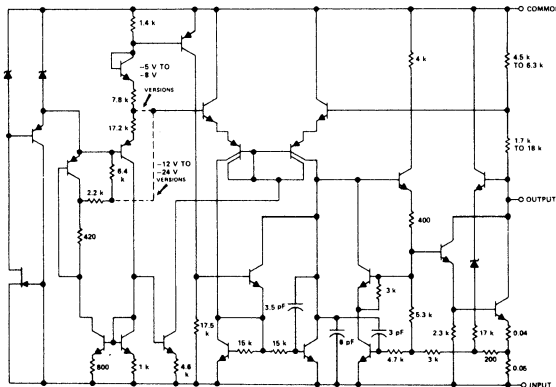 COMMON
1.4 k
-5 V TO
-8 V
VERSIONS
7.8 k
17.2 k
-12 V TO
-24 V
VERSIONS
6.4
k
2.2 k
420
600
1 k
4.6
k
17.5
k
15 k
15 k
3.5 pF
8 pF
3 pF
3 k
4.7 k
3 k
5.3 k
400
4 k
4.5 k
TO 6.3 k
1.7 k
TO 18 k
OUTPUT
2.3 k
17 k
200
0.04
0.05
INPUT